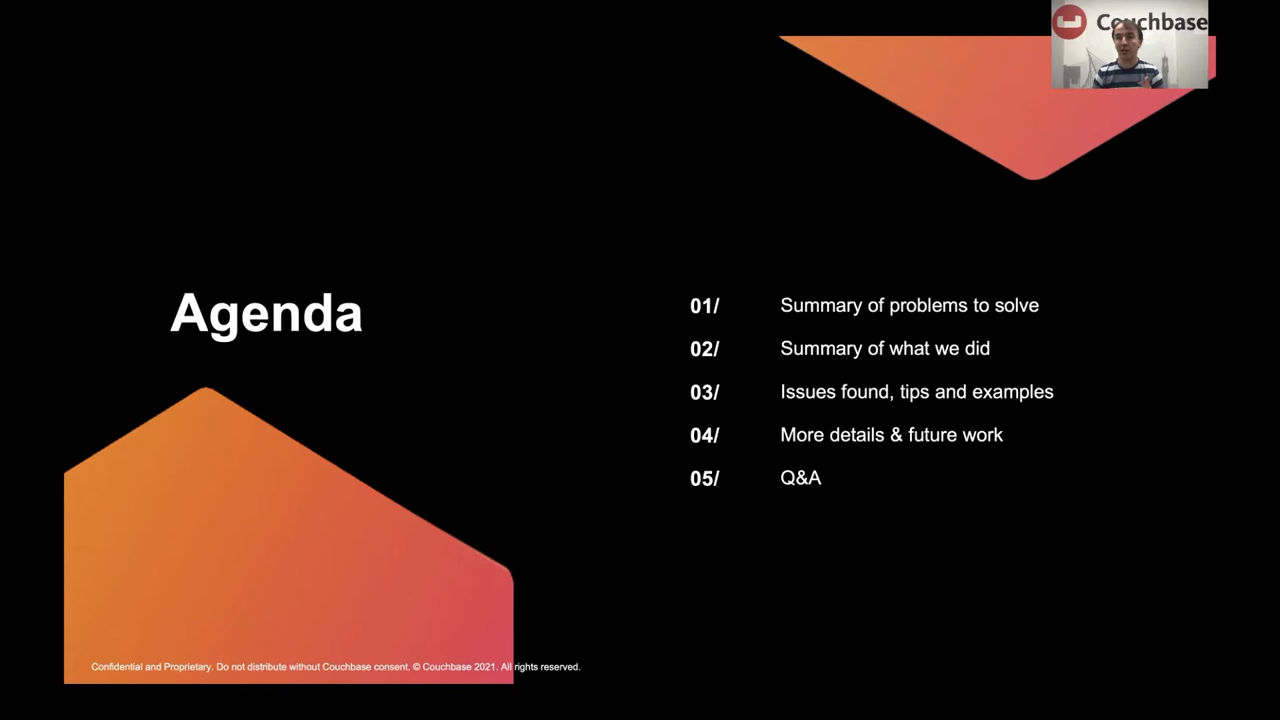 Couchbase
Agenda
01/ Summary of problems to solve
02/ Summary of what we did
03/ Issues found, tips and examples
04/ More details & future work
05/ Q&A
Confidential and Proprietary. Do not distribute without Couchbase consent. © Couchbase 2021. All rights reserved.